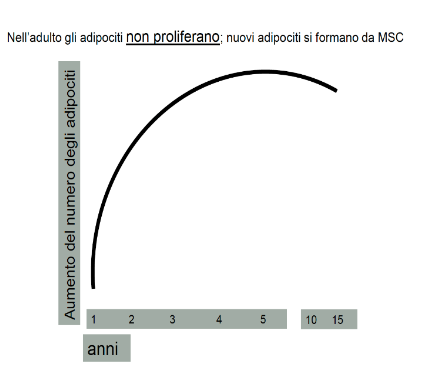 Nell'adulto gli adipociti non proliferano; nuovi adipociti si formano da MSC
Aumento del numero degli adipociti
1 2 3 4 5 10 15
anni